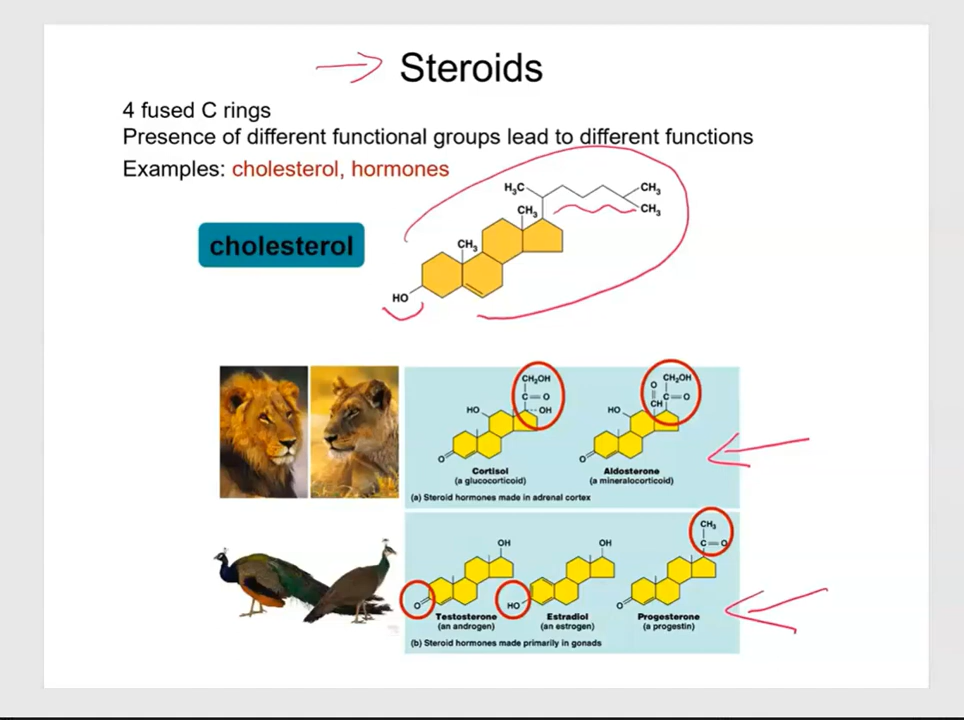 Steroids
4 fused C rings
Presence of different functional groups lead to different functions
Examples: cholesterol, hormones
H₃C
CH₃
CH₃
CH₃
CH₃
cholesterol
HO
CH₂OH
C=O
OH
HO
O
Cortisol
(a glucocorticoid)
CH₂OH
O
C=O
CH
HO
O
Aldosterone
(a mineralocorticoid)
(a) Steroid hormones made in adrenal cortex
OH
O
Testosterone
(an androgen)
OH
HO
Estradiol
(an estrogen)
CH₃
C=O
O
Progesterone
(a progestin)
(b) Steroid hormones made primarily in gonads